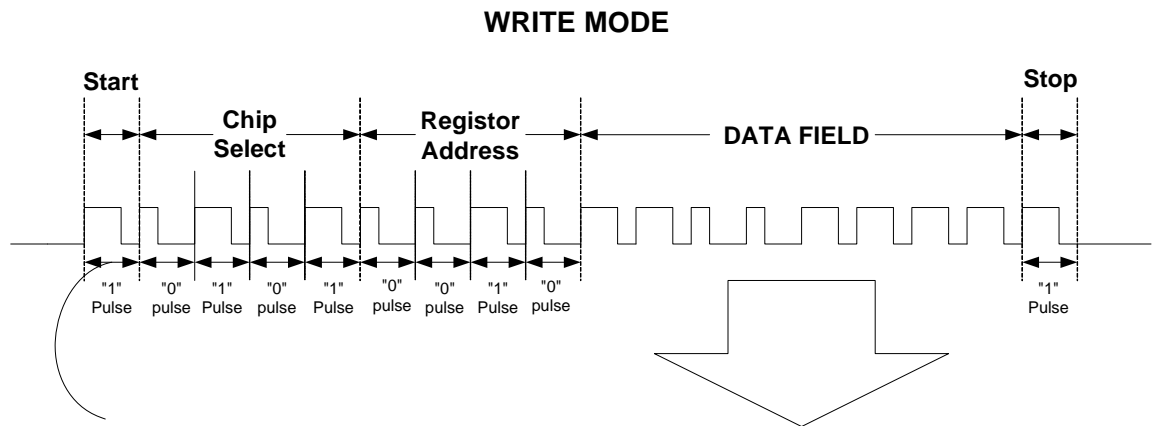 WRITE MODE
Start
Chip
Select
Registor
Address
DATA FIELD
Stop
"1"
Pulse
"0"
pulse
"1"
Pulse
"0"
pulse
"1"
Pulse
"0"
pulse
"0"
pulse
"1"
Pulse
"0"
pulse
"1"
Pulse